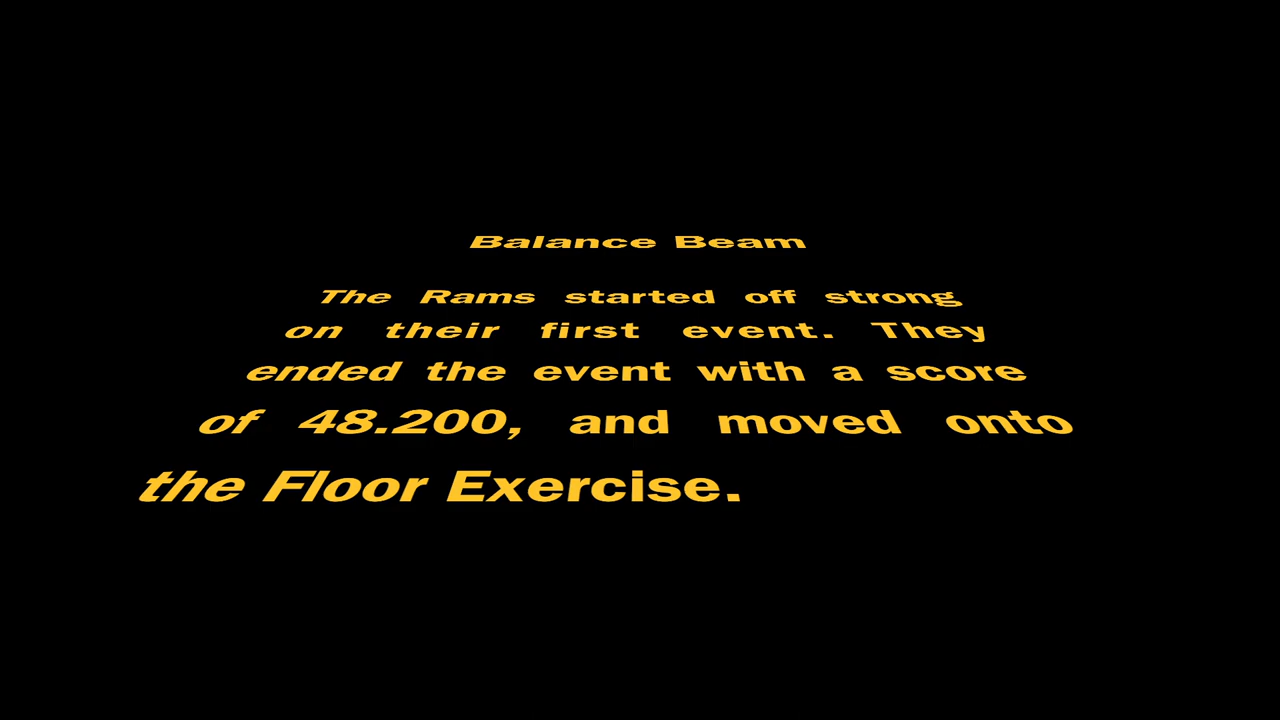 Balance Beam
The Rams started off strong
on their first event. They
ended the event with a score
of 48.200, and moved onto
the Floor Exercise.